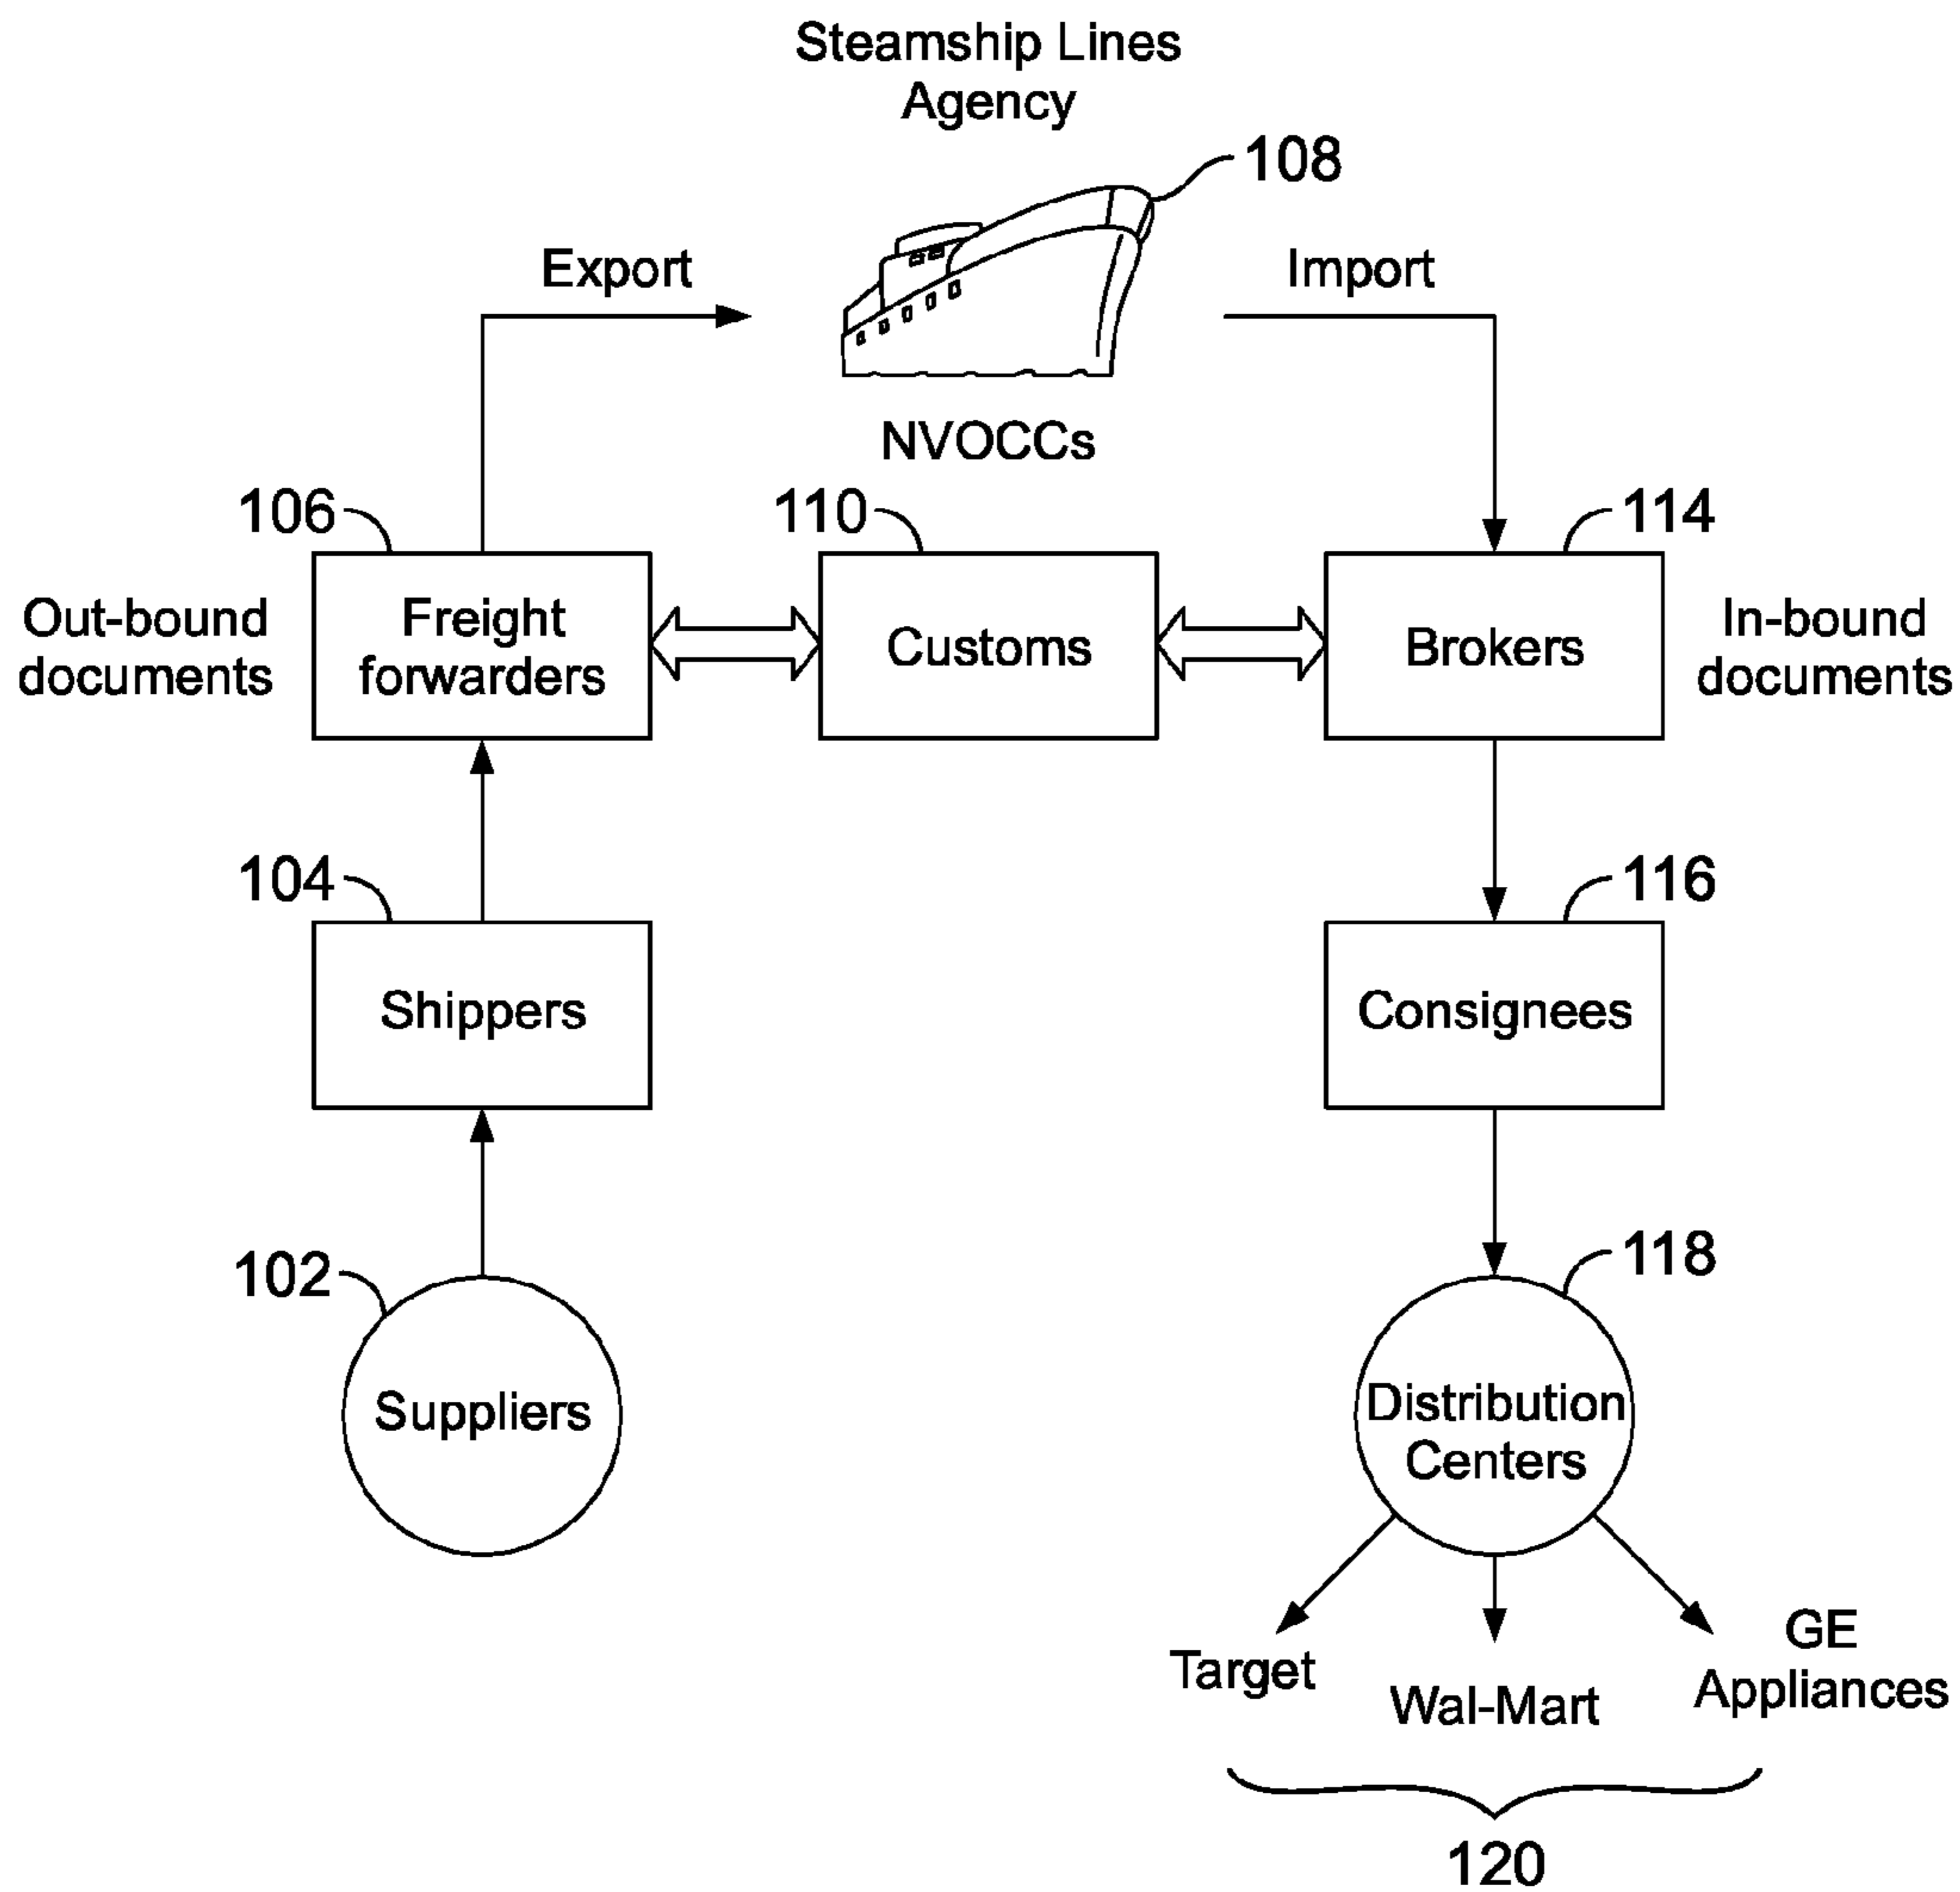 Steamship Lines
Agency
108
Export
Import
NVOCCs
106
110
114
Out-bound
documents
Freight
forwarders
Customs
Brokers
In-bound
documents
104
116
Shippers
Consignees
102
118
Suppliers
Distribution
Centers
Target
Wal-Mart
GE
Appliances
120